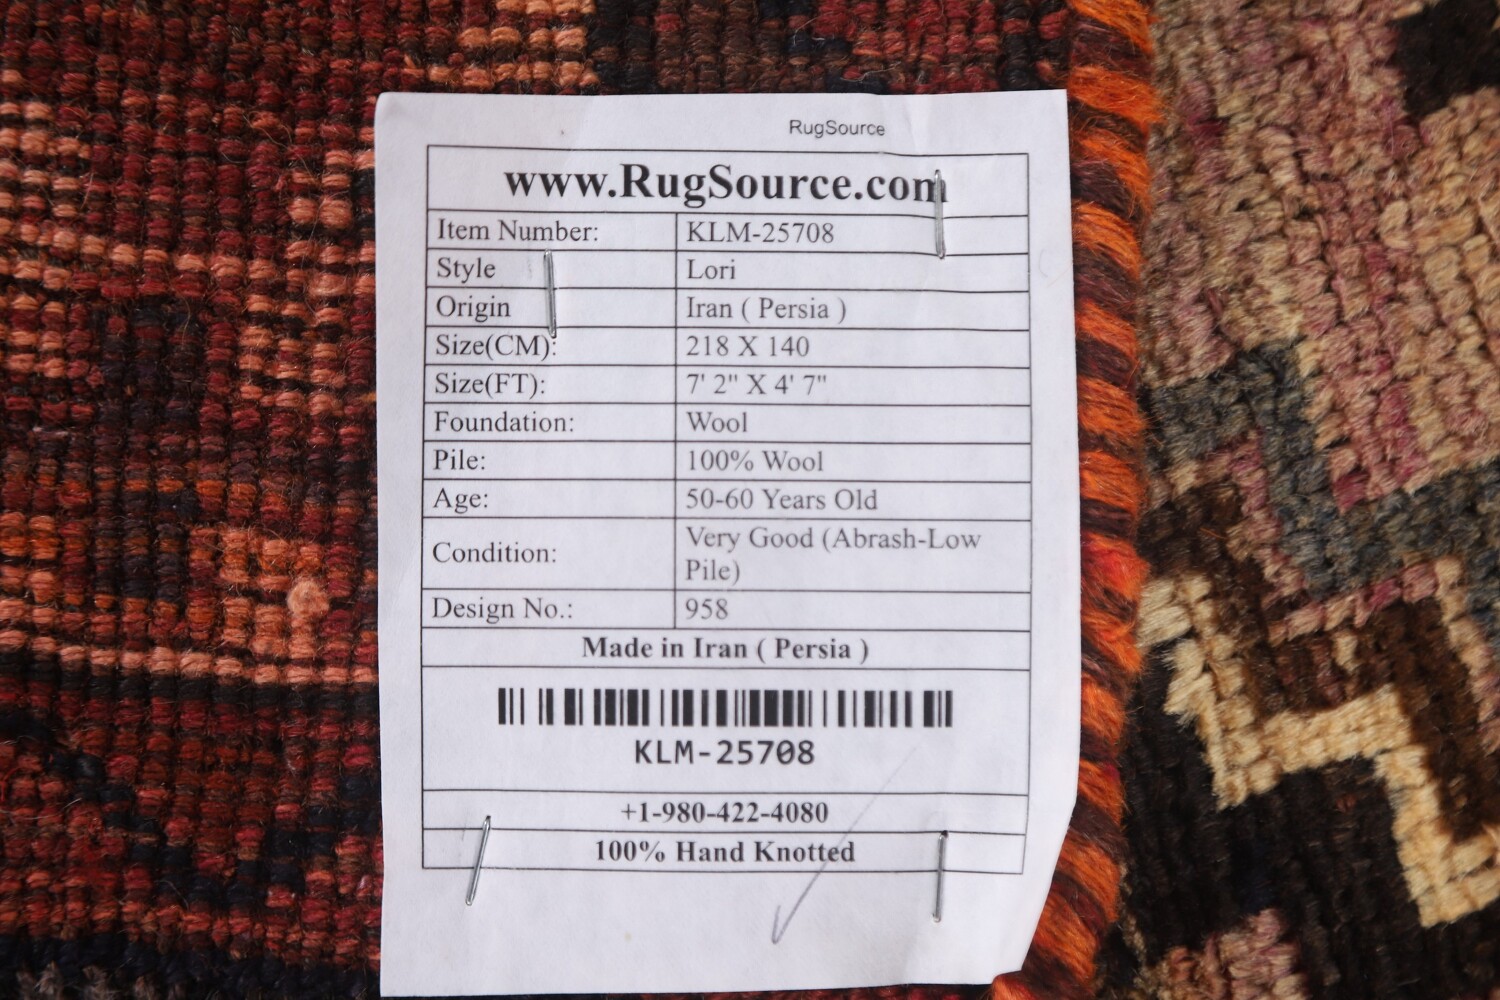 RugSource
www.RugSource.com
Item Number: KLM-25708
Style Lori
Origin Iran ( Persia )
Size(CM): 218 X 140
Size(FT): 7' 2" X 4' 7"
Foundation: Wool
Pile: 100% Wool
Age: 50-60 Years Old
Condition: Very Good (Abrash-Low
Pile)
Design No.: 958
Made in Iran ( Persia )
KLM-25708
+1-980-422-4080
100% Hand Knotted